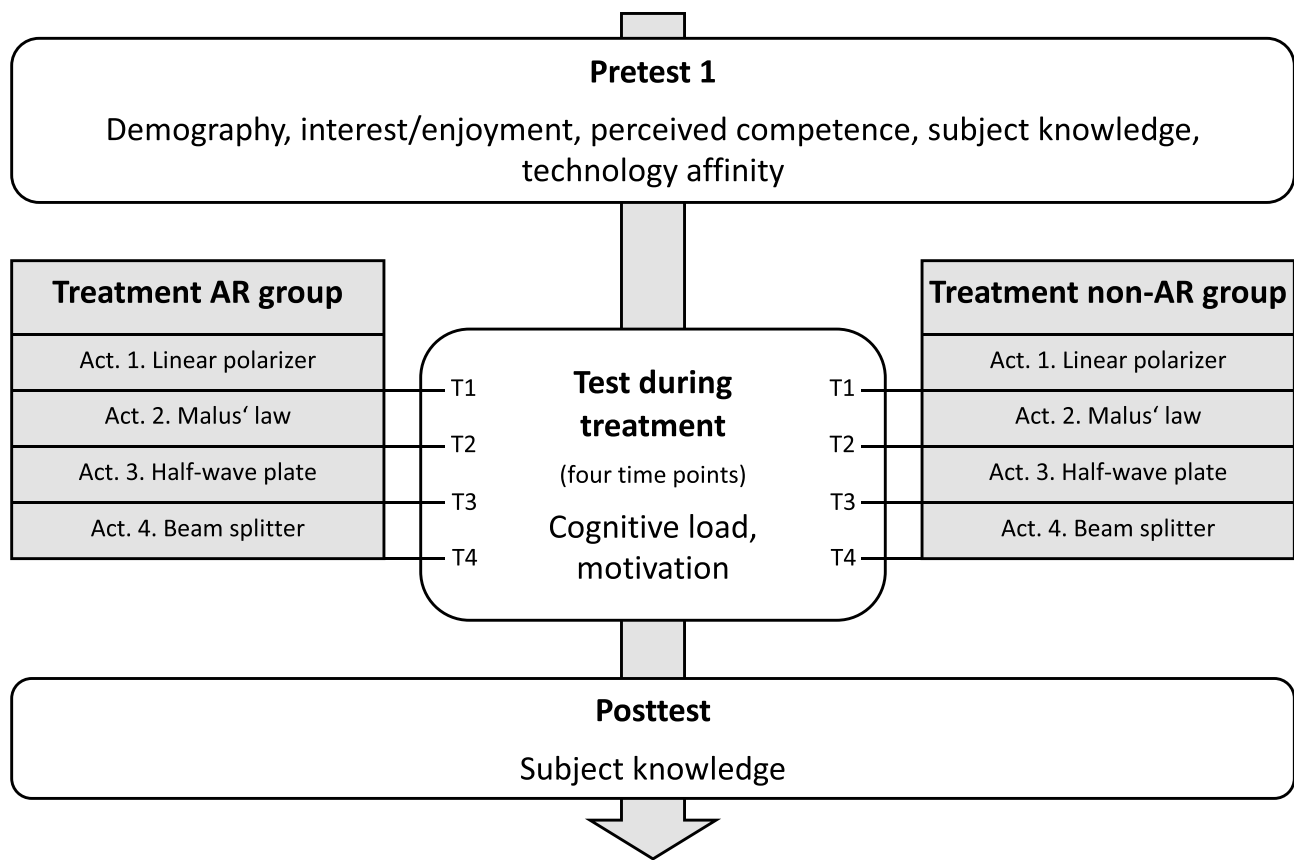 Pretest 1
Demography, interest/enjoyment, perceived competence, subject knowledge,
technology affinity
Treatment AR group
Act. 1. Linear polarizer
Act. 2. Malus‘ law
Act. 3. Half-wave plate
Act. 4. Beam splitter
T1
T2
T3
T4
Test during
treatment
(four time points)
Cognitive load,
motivation
T1
T2
T3
T4
Treatment non-AR group
Act. 1. Linear polarizer
Act. 2. Malus‘ law
Act. 3. Half-wave plate
Act. 4. Beam splitter
Posttest
Subject knowledge